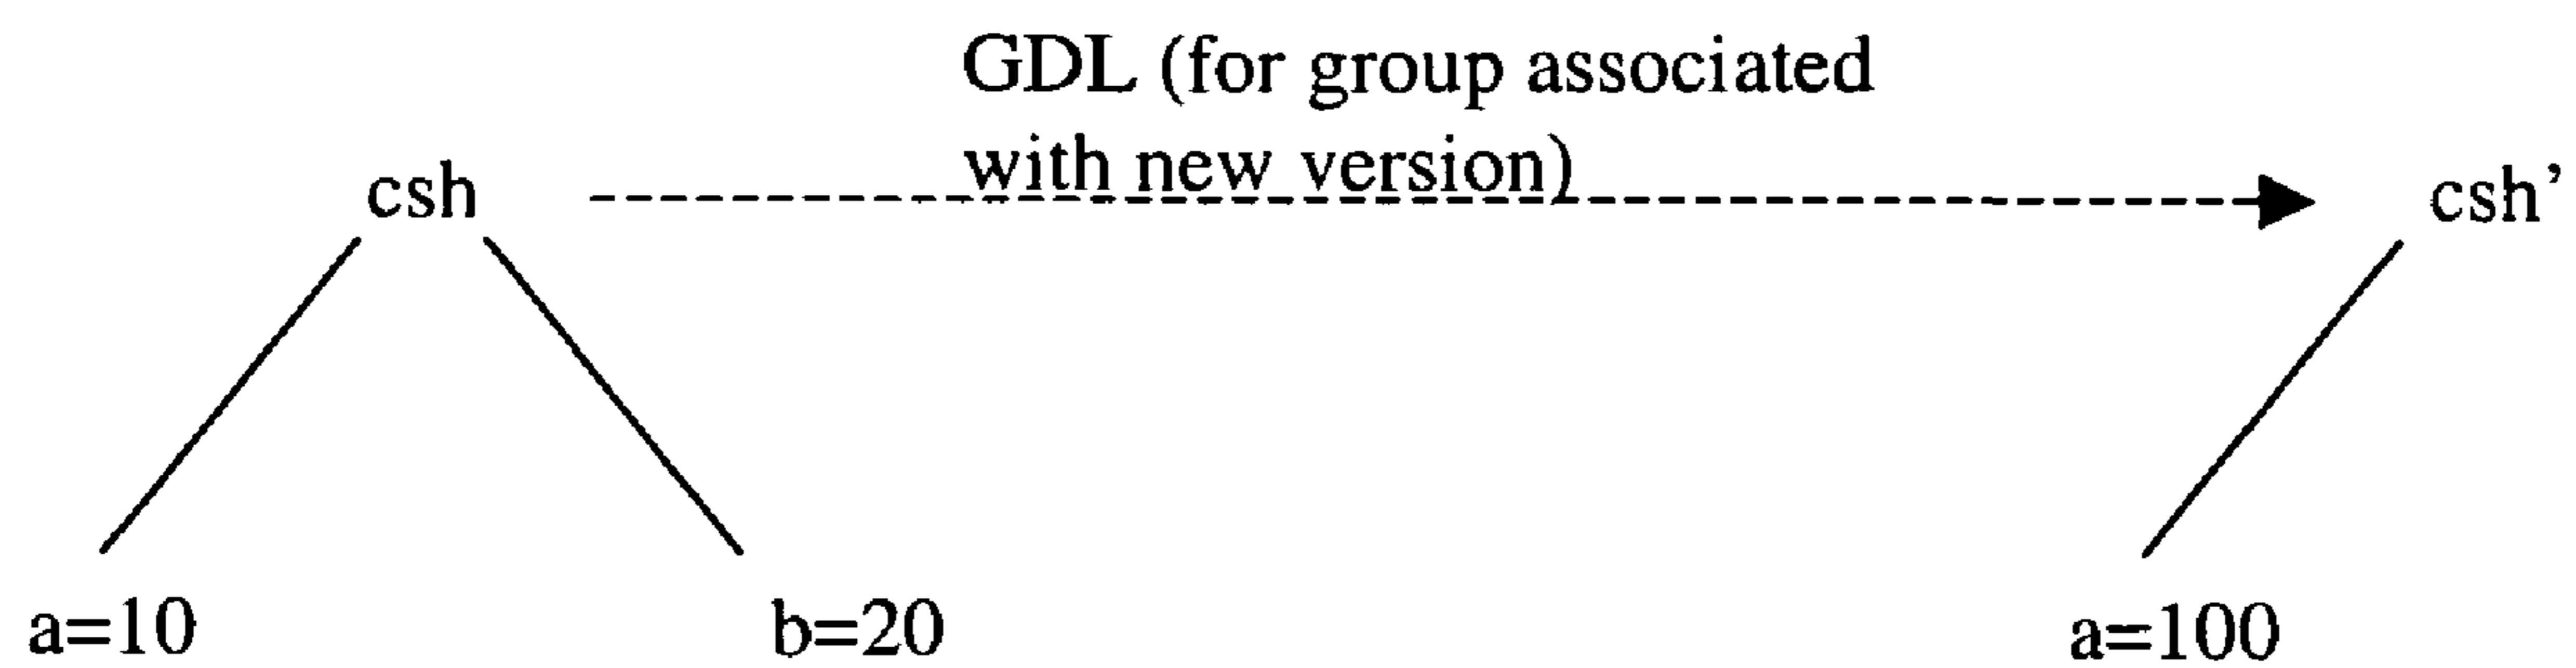 GDL (for group associated
with new version)
csh
csh’
a=10
b=20
a=100